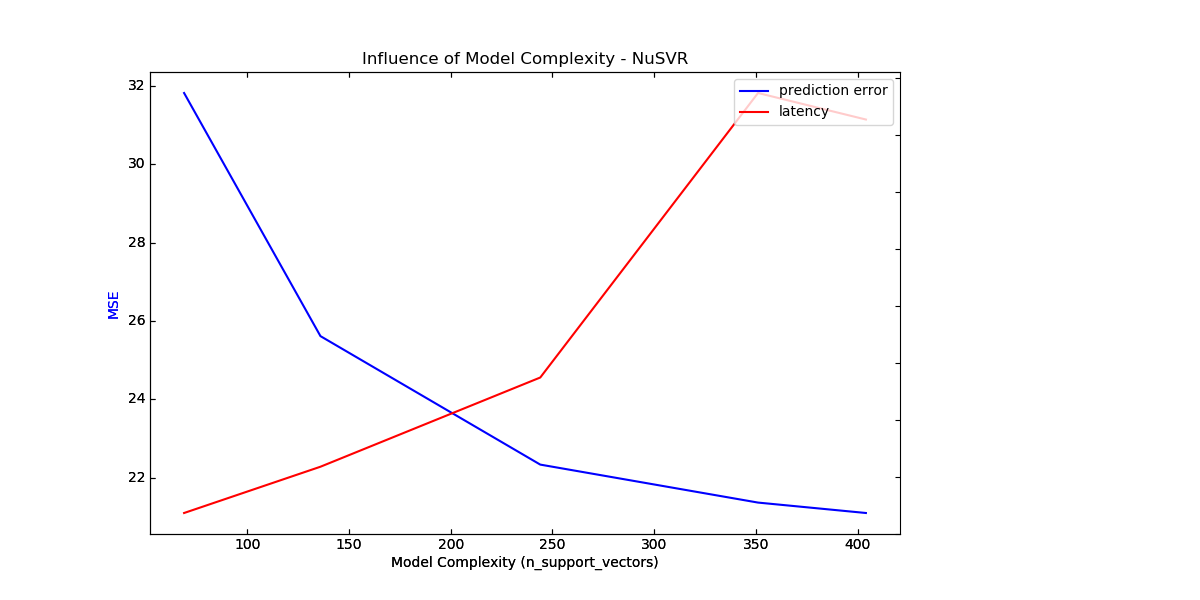 Influence of Model Complexity - NuSVR
prediction error
latency
32
30
28
26
24
22
MSE
100 150 200 250 300 350 400
Model Complexity (n_support_vectors)